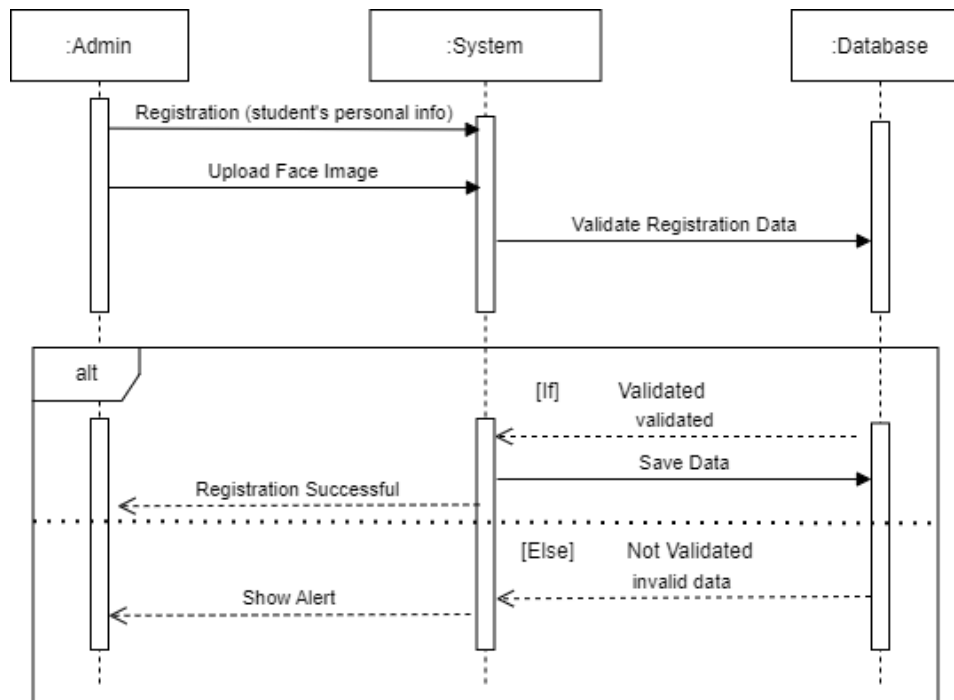 :Admin
:System
:Database
Registration (student's personal info)
Upload Face Image
Validate Registration Data
alt
[If] Validated
validated
Save Data
Registration Successful
[Else] Not Validated
invalid data
Show Alert